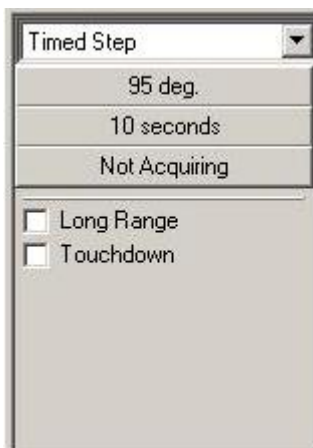 Timed Step
95 deg.
10 seconds
Not Acquiring
Long Range
Touchdown